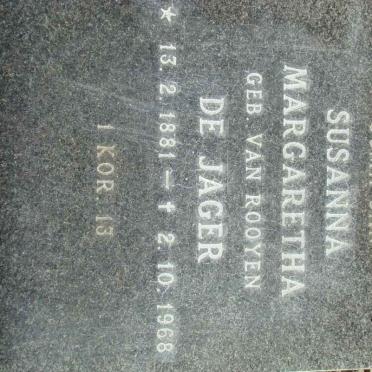 SUSANNA
MARGARETHA
GEB. VAN ROOYEN
DE JAGER
★ 13.2.1881 — ✝ 2.10.1968
1 KOR. 13